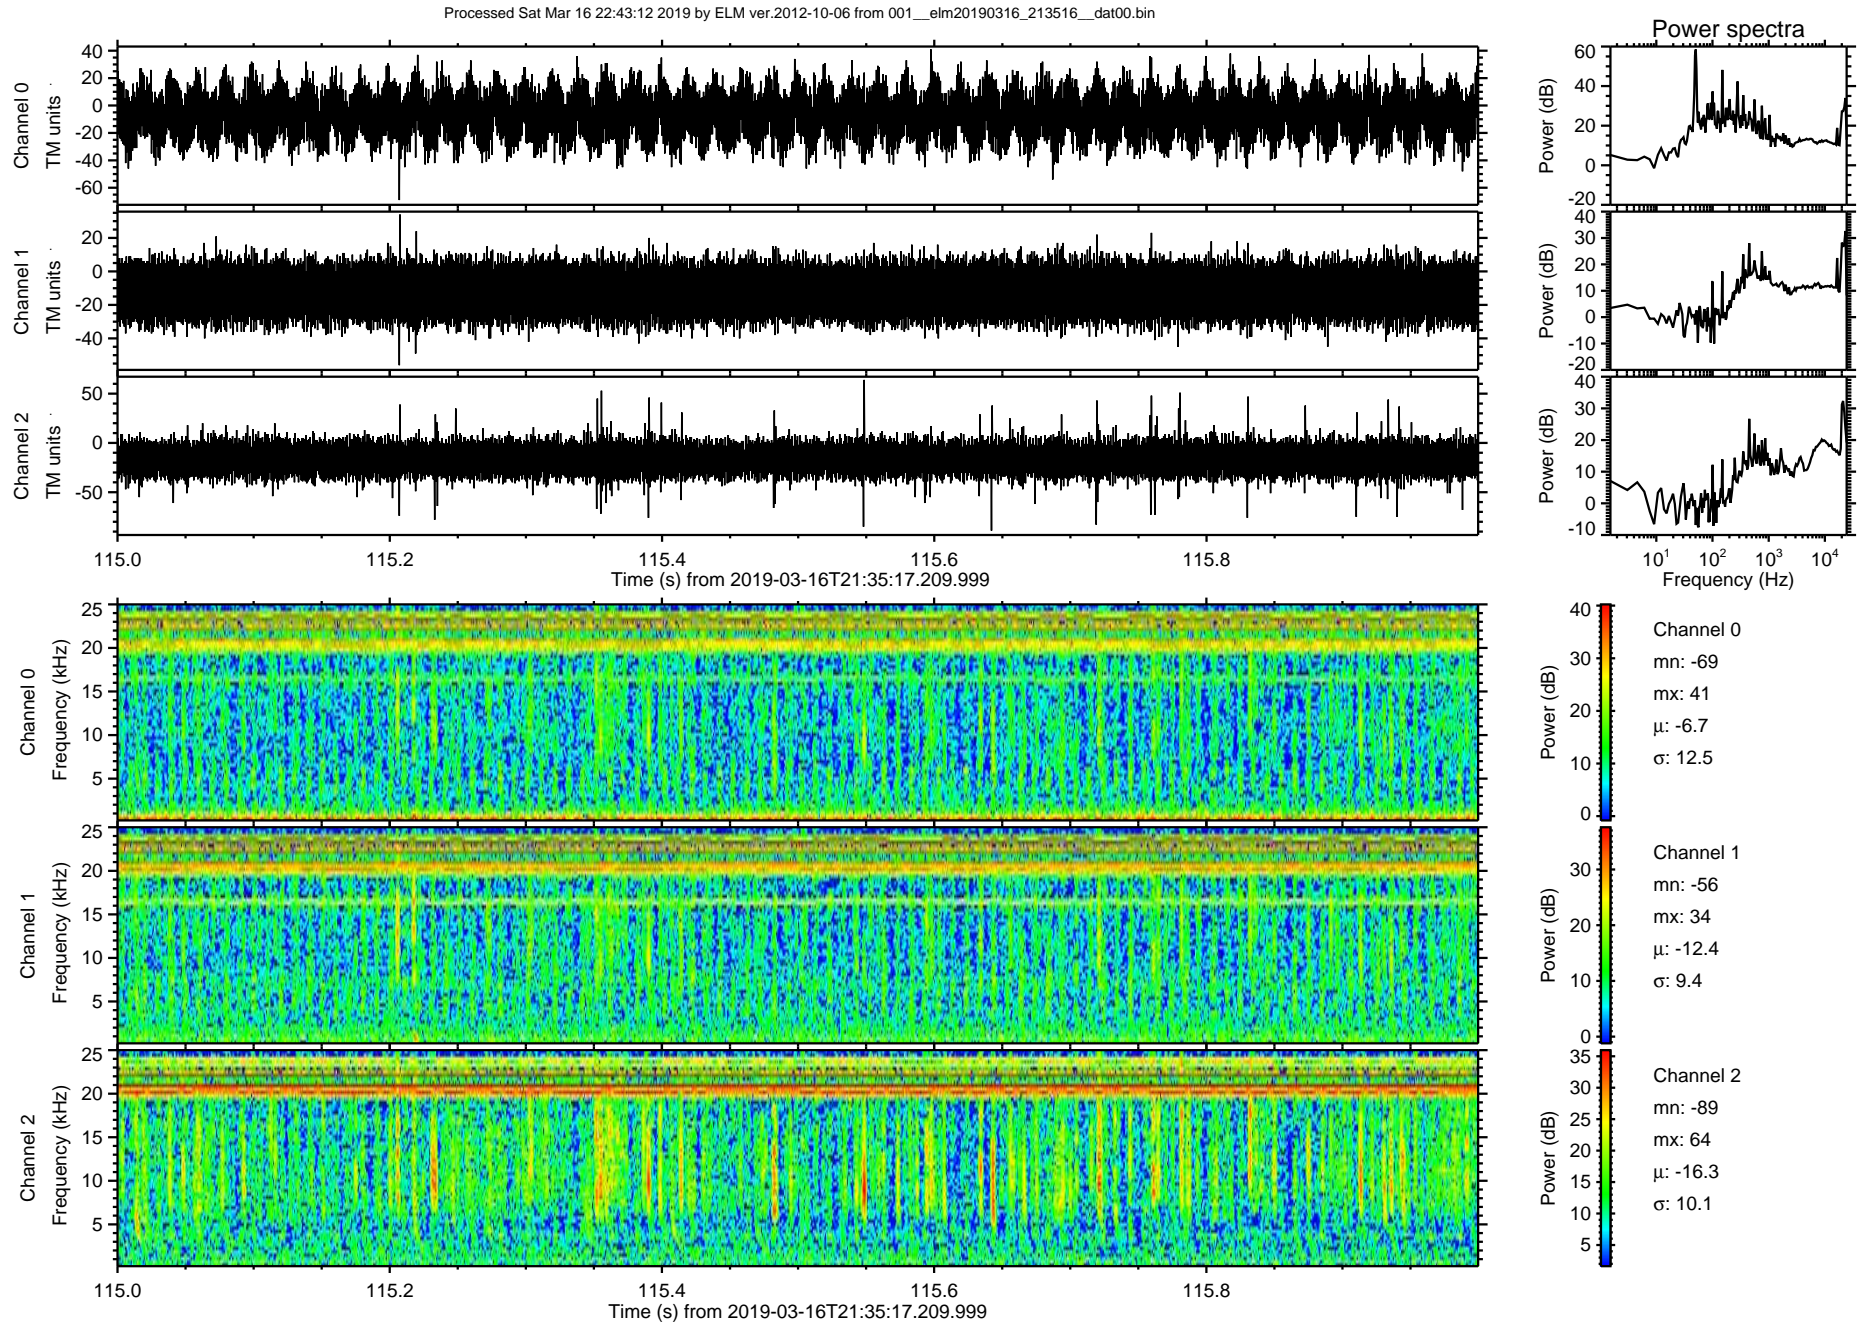 Processed Sat Mar 16 22:43:12 2019 by ELM ver.2012-10-06 from 001__elm20190316_213516__dat00.bin
Power spectra
Channel 0
TM units
40
20
0
-20
-40
-60
Power (dB)
60
40
20
0
-20
Channel 1
TM units
20
0
-20
-40
Power (dB)
40
30
20
10
0
-10
-20
Channel 2
TM units
50
0
-50
Power (dB)
40
30
20
10
0
-10
115.0 115.2 115.4 115.6 115.8
Time (s) from 2019-03-16T21:35:17.209.999
10¹ 10² 10³ 10⁴
Frequency (Hz)
Channel 0
Frequency (kHz)
25
20
15
10
5
Power (dB)
40
30
20
10
0
Channel 0
mn: -69
mx: 41
µ: -6.7
σ: 12.5
Channel 1
Frequency (kHz)
25
20
15
10
5
Power (dB)
30
20
10
0
Channel 1
mn: -56
mx: 34
µ: -12.4
σ: 9.4
Channel 2
Frequency (kHz)
25
20
15
10
5
Power (dB)
35
30
25
20
15
10
5
Channel 2
mn: -89
mx: 64
µ: -16.3
σ: 10.1
115.0 115.2 115.4 115.6 115.8
Time (s) from 2019-03-16T21:35:17.209.999